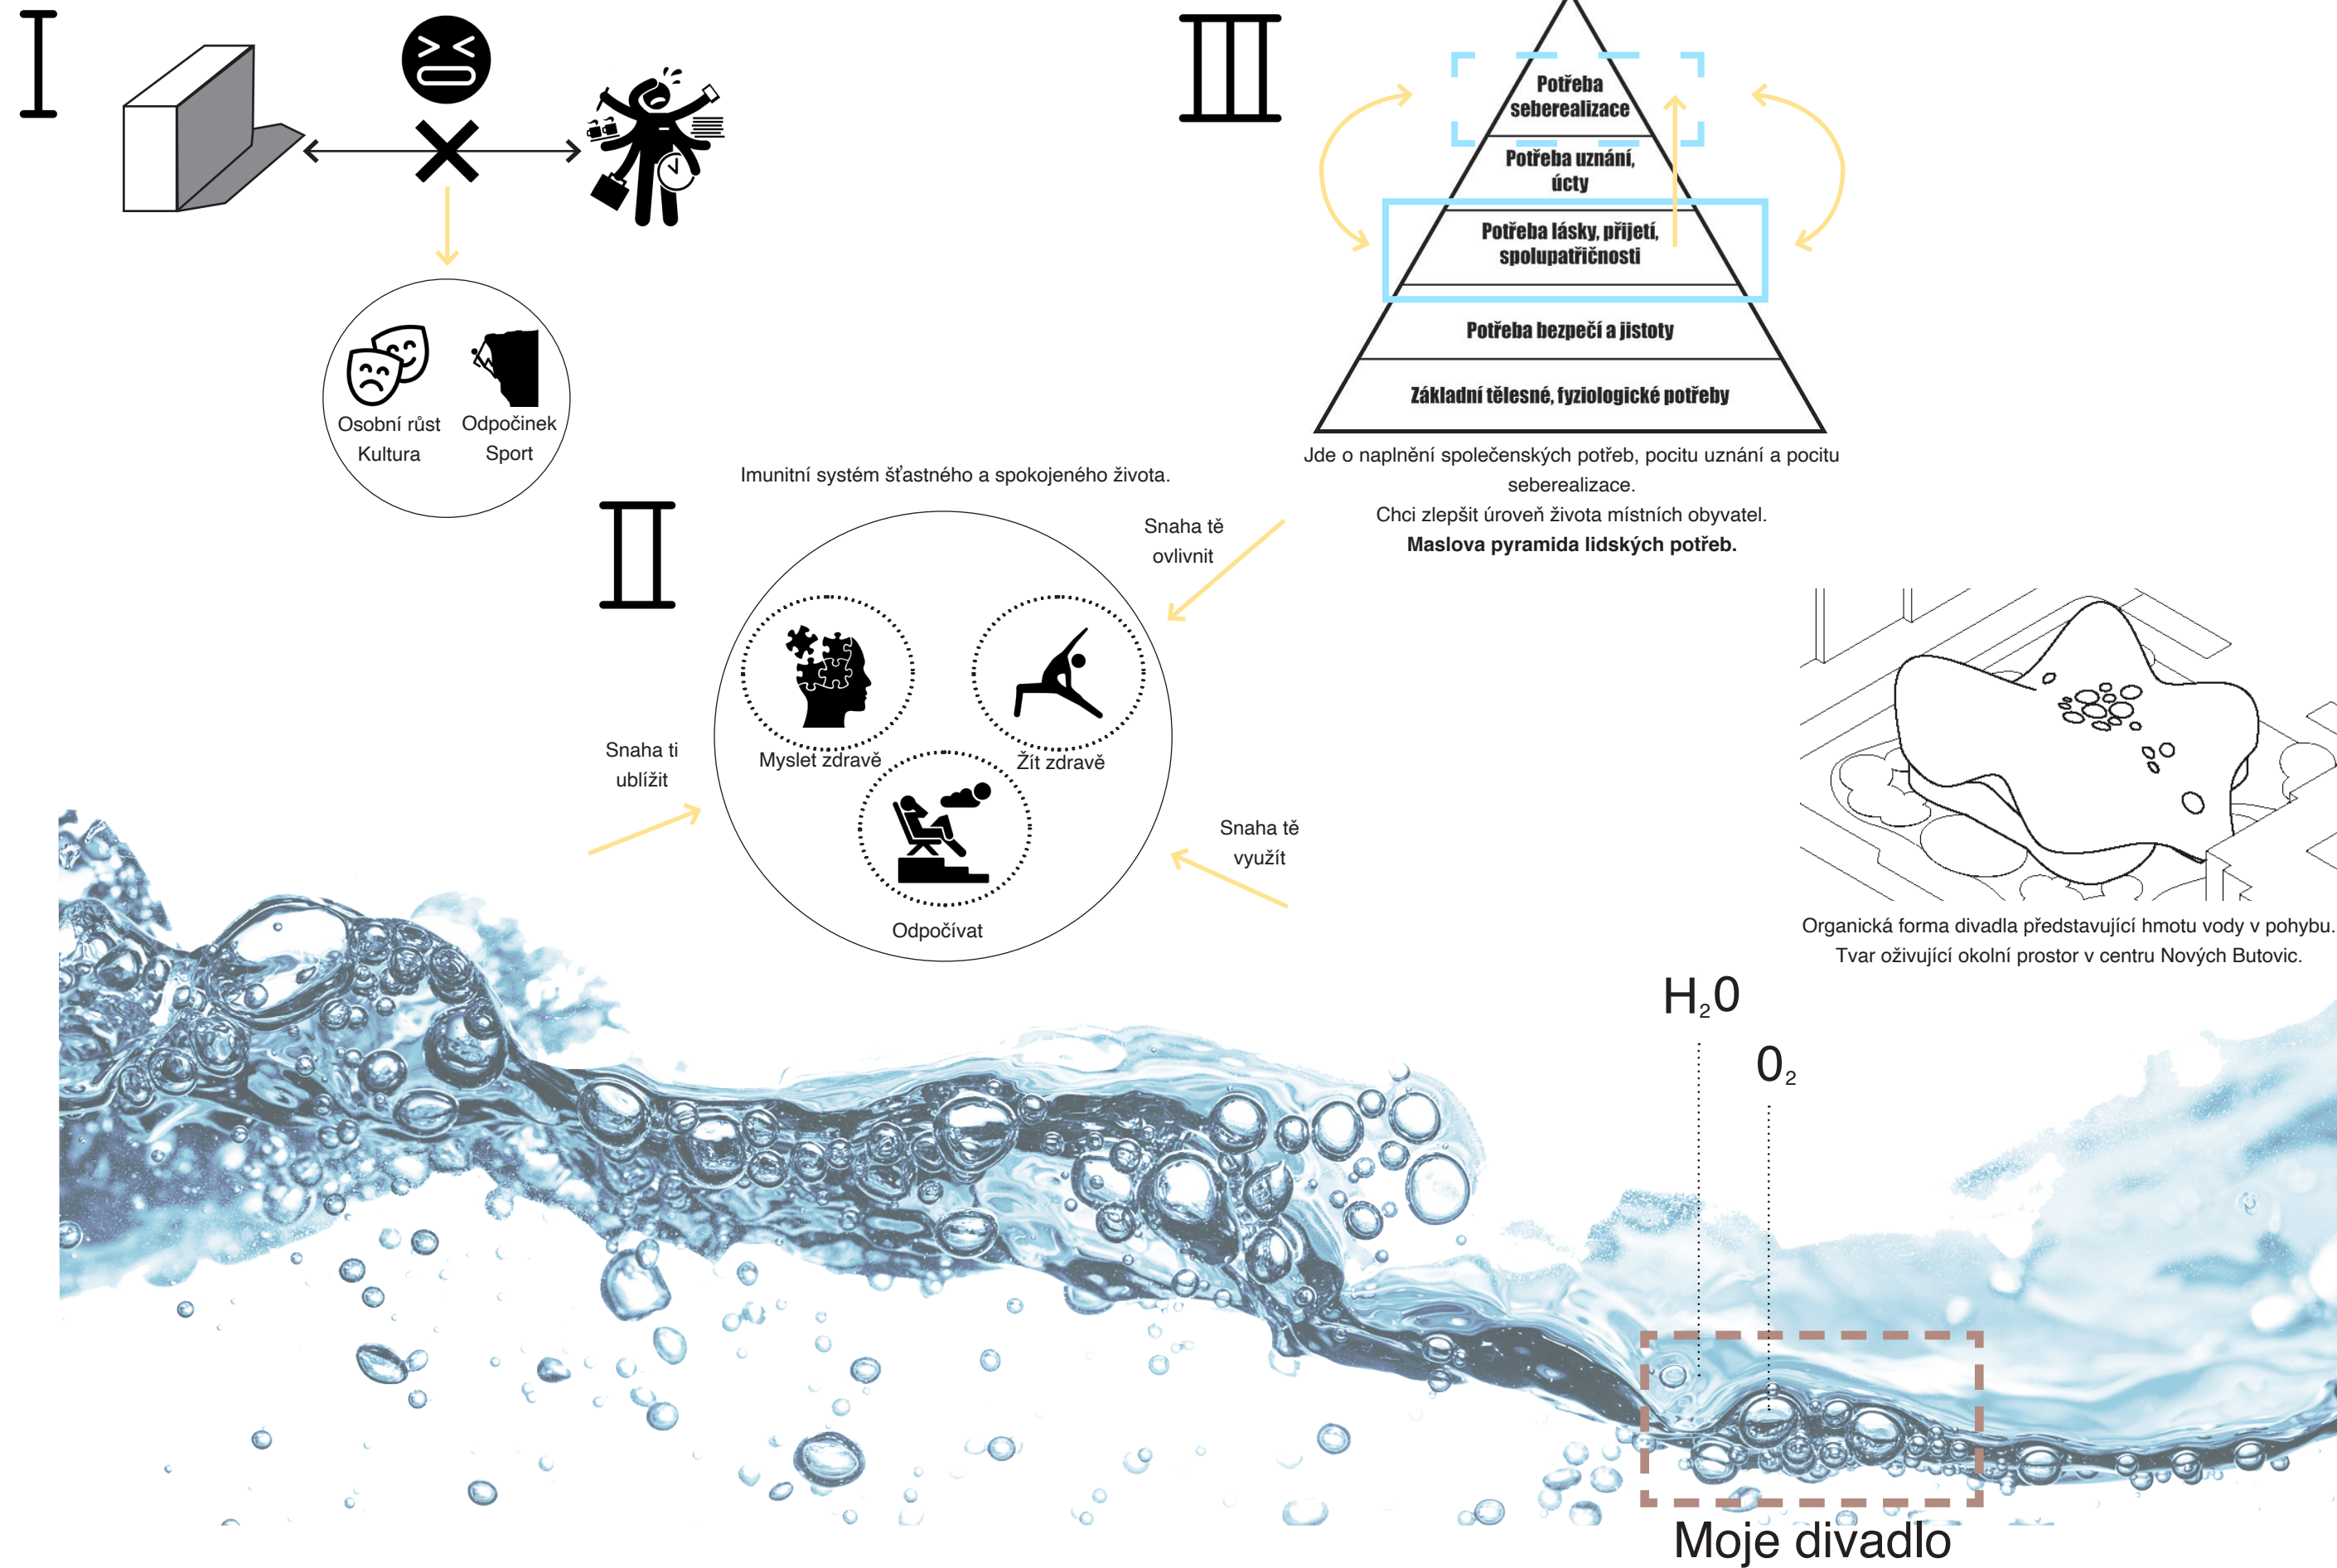 I
Osobní růst
Kultura
Odpočinek
Sport
II
Imunitní systém šťastného a spokojeného života.
Snaha tě
ovlivnit
Myslet zdravě
Žít zdravě
Odpočívat
Snaha ti
ublížit
Snaha tě
využít
III
Potřeba
seberealizace
Potřeba uznání,
úcty
Potřeba lásky, přijetí,
spolupatřičnosti
Potřeba bezpečí a jistoty
Základní tělesné, fyziologické potřeby
Jde o naplnění společenských potřeb, pocitu uznání a pocitu
seberealizace.
Chci zlepšit úroveň života místních obyvatel.
Maslova pyramida lidských potřeb.
Organická forma divadla představující hmotu vody v pohybu.
Tvar oživující okolní prostor v centru Nových Butovic.
H₂0
0₂
Moje divadlo